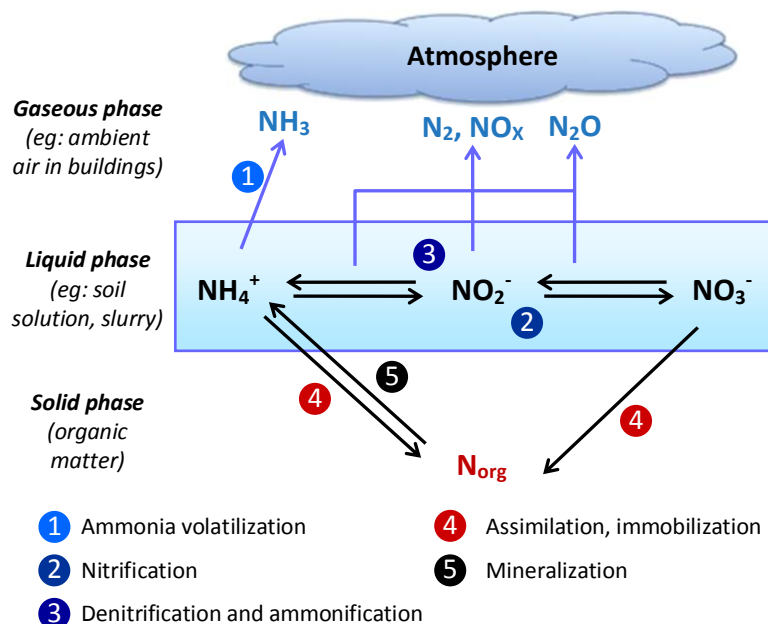 Atmosphere
Gaseous phase
(eg: ambient
air in buildings)
NH₃
N₂, NOₓ
N₂O
1
Liquid phase
(eg: soil
solution, slurry)
3
NH₄⁺
NO₂⁻
NO₃⁻
2
5
4
4
Solid phase
(organic
matter)
N_org
1 Ammonia volatilization
4 Assimilation, immobilization
2 Nitrification
5 Mineralization
3 Denitrification and ammonification